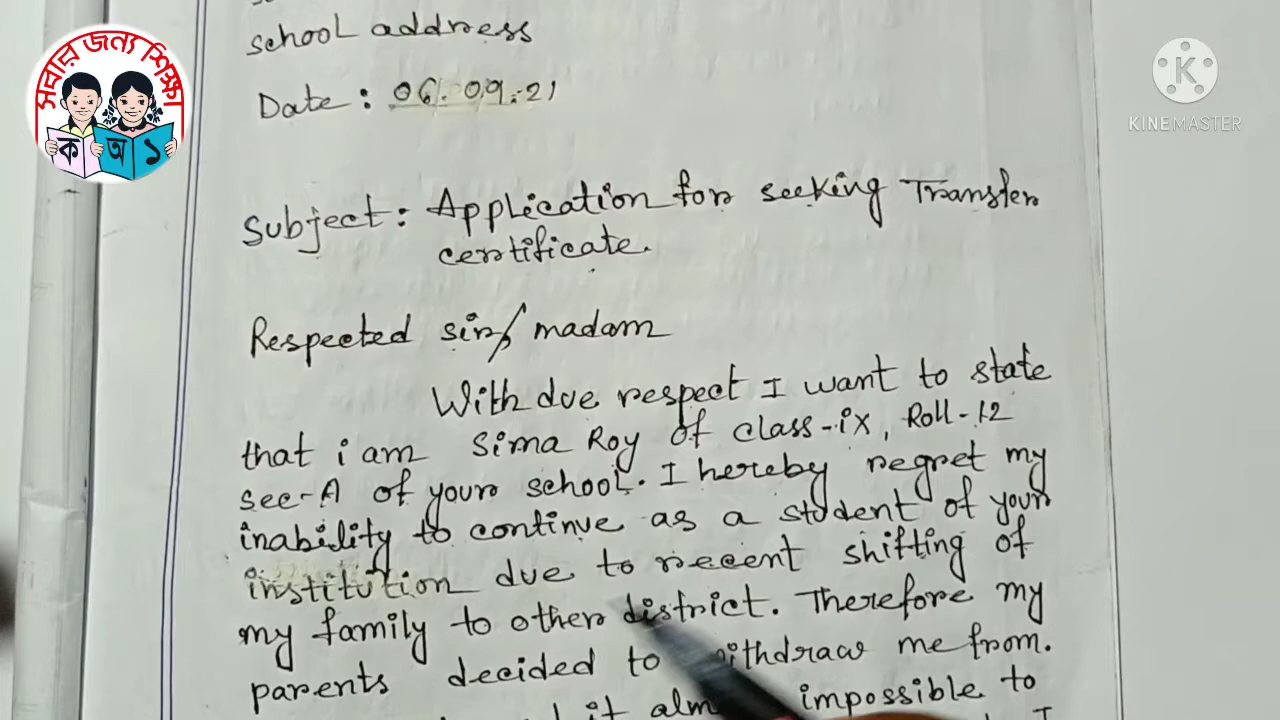 সবার জন্য শিক্ষা
ক অ ১
K
KINEMASTER
school address
Date: 06.09.21
Subject: Application for seeking Transfer
certificate.
Respected sir/madam
With due respect I want to state
that i am Sima Roy of class-ix, Roll-12
sec-A of your school. I hereby regret my
inability to continue as a student of your
institution due to recent shifting of
my family to other district. Therefore my
parents decided to withdraw me from.
it impossible to
I